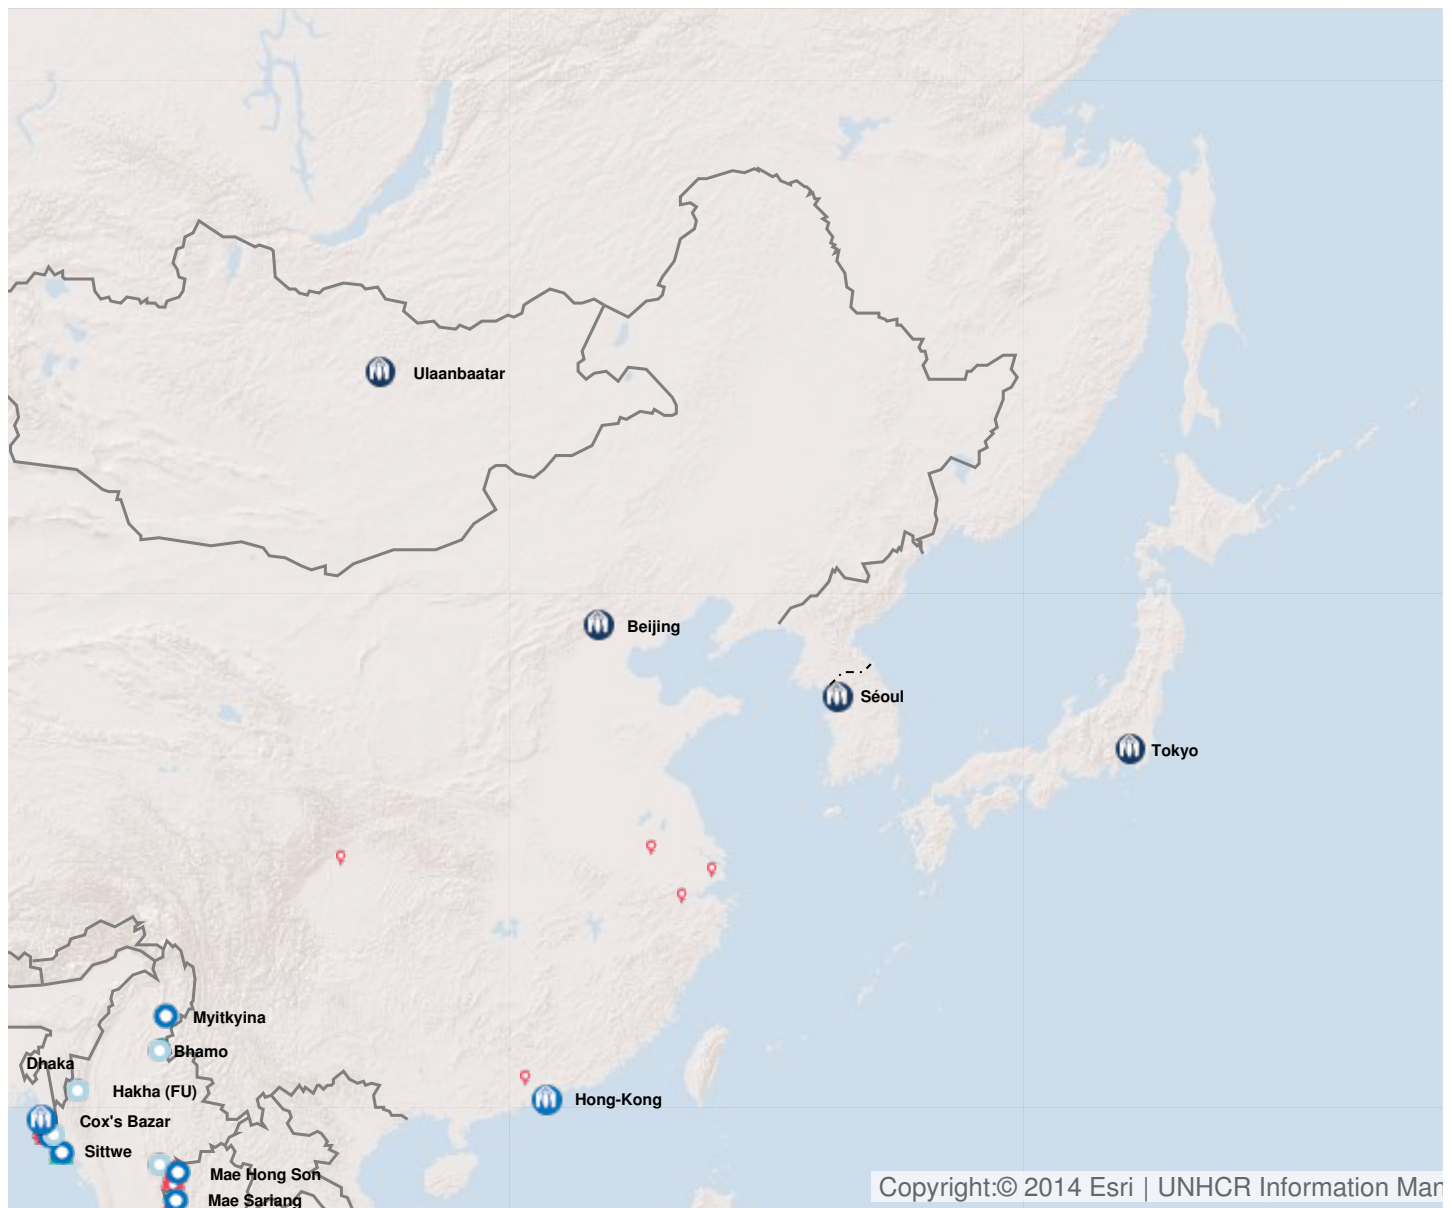 Ulaanbaatar
Beijing
Séoul
Tokyo
Myitkyina
Bhamo
Dhaka
Hakha (FU)
Hong-Kong
Cox's Bazar
Sittwe
Mae Hong Son
Mae Sariang
Copyright:© 2014 Esri | UNHCR Information Man